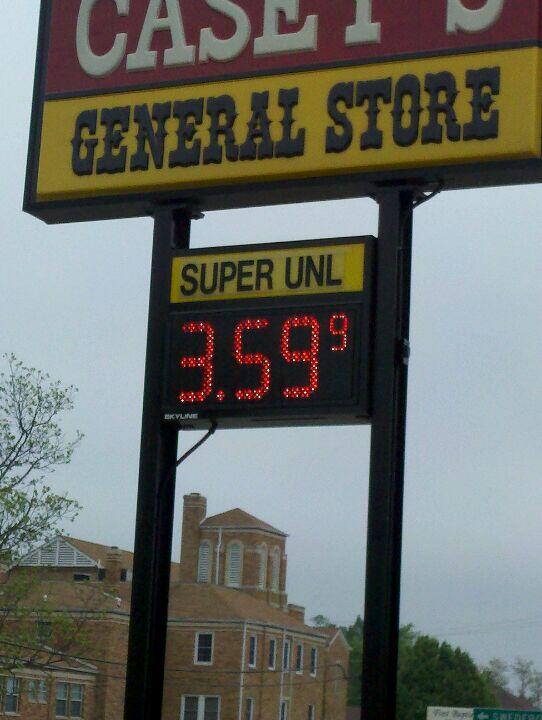 CASEY'S
GENERAL STORE
SUPER UNL
3.59 9
SKYLINE